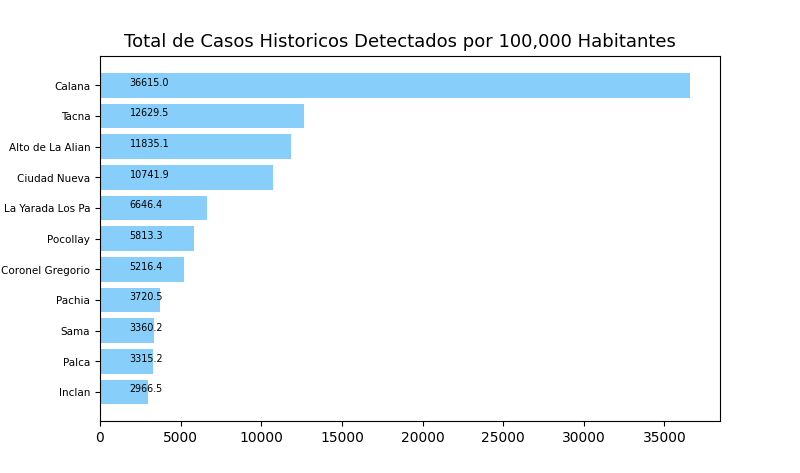 Total de Casos Historicos Detectados por 100,000 Habitantes
Calana 36615.0
Tacna 12629.5
Alto de La Alian 11835.1
Ciudad Nueva 10741.9
La Yarada Los Pa 6646.4
Pocollay 5813.3
Coronel Gregorio 5216.4
Pachia 3720.5
Sama 3360.2
Palca 3315.2
Inclan 2966.5
0 5000 10000 15000 20000 25000 30000 35000